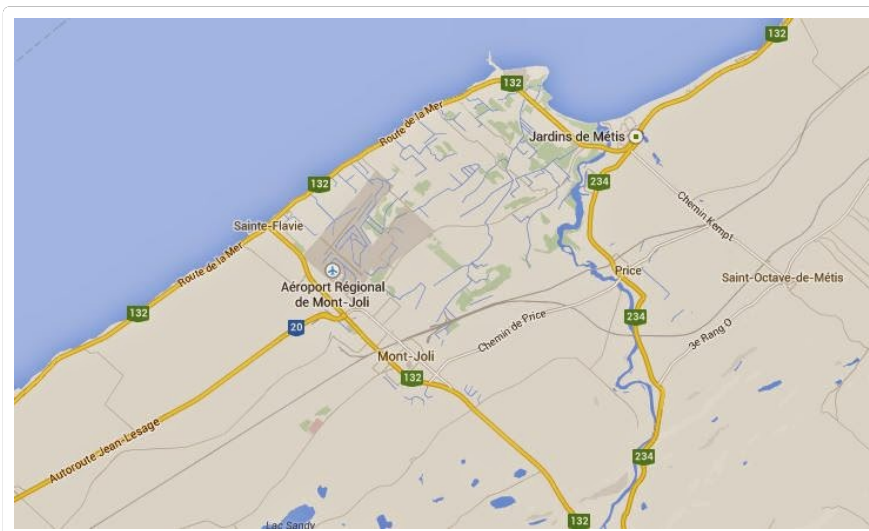 132
132
Jardins de Métis
Route de la Mer
234
132
Chemin Kempt
Sainte-Flavie
Route de la Mer
Aéroport Régional
de Mont-Joli
Price
Saint-Octave-de-Métis
132
20
234
Chemin de Price
3e Rang O
Mont-Joli
132
Autoroute Jean-Lesage
234
Lac Sandy
132